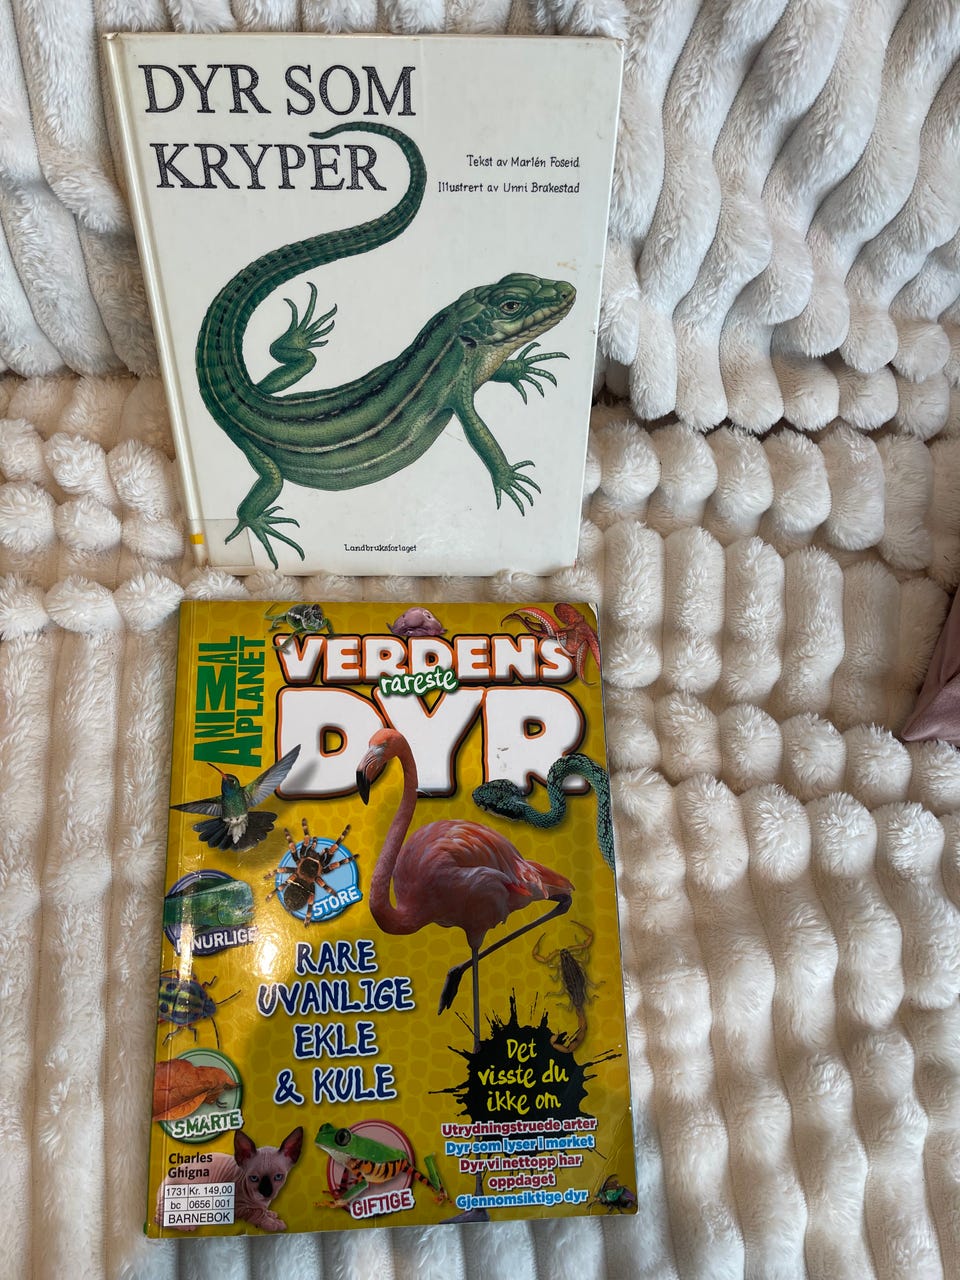 DYR SOM
KRYPER
Tekst av Marlén Foseid
Illustrert av Unni Brakestad
Landbruksforlaget
ANIMAL
PLANET
VERDENS
rareste
DYR
STORE
FINURLIGE
RARE
UVANLIGE
EKLE
& KULE
Det
visste du
ikke om
Utrydningstruede arter
Dyr som lyser i mørket
Dyr vi nettopp har
oppdaget
Gjennomsiktige dyr
SMARTE
GIFTIGE
Charles
Ghigna
1731 Kr. 149,00
bc 0656 001
BARNEBOK